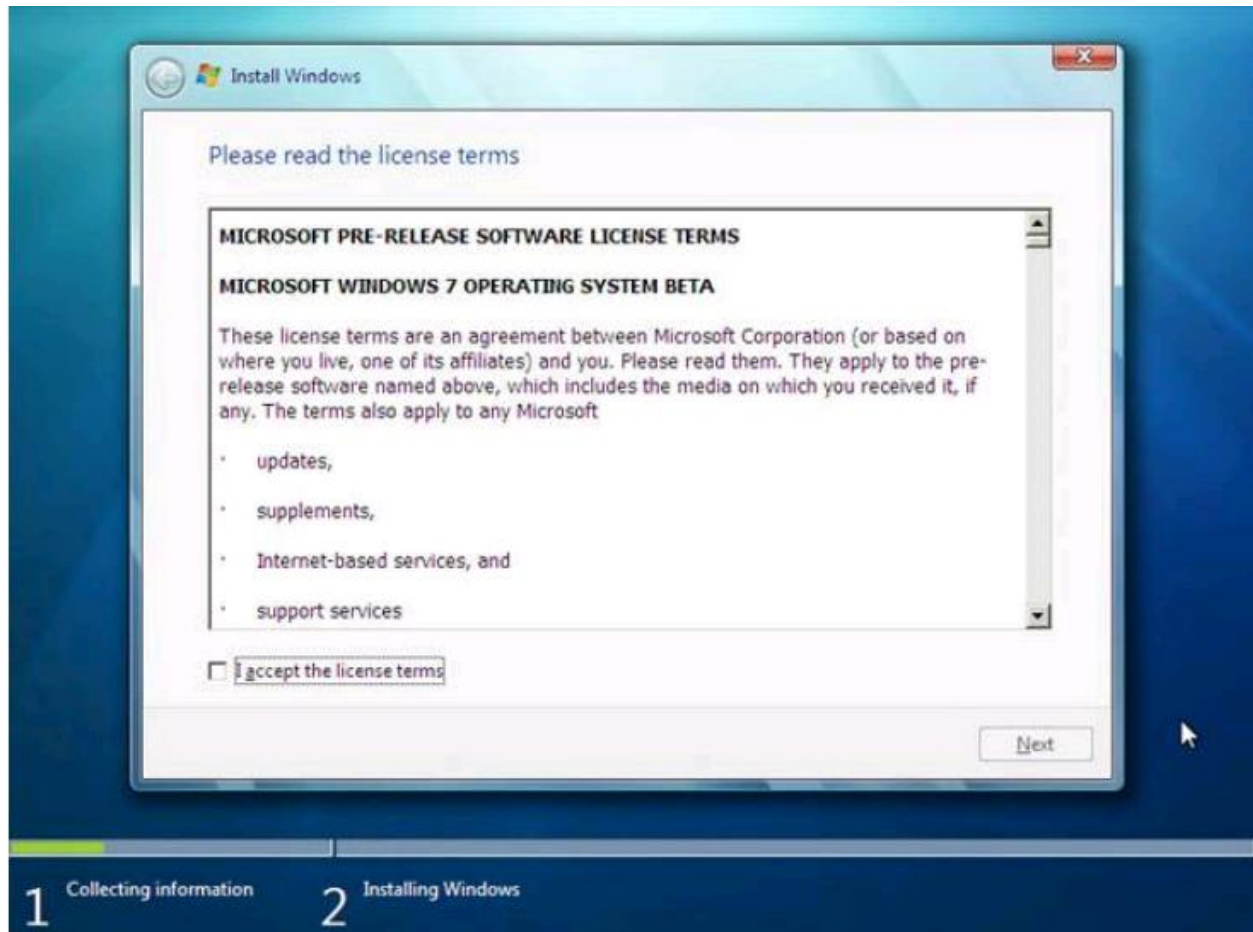 Install Windows
Please read the license terms
MICROSOFT PRE-RELEASE SOFTWARE LICENSE TERMS
MICROSOFT WINDOWS 7 OPERATING SYSTEM BETA
These license terms are an agreement between Microsoft Corporation (or based on
where you live, one of its affiliates) and you. Please read them. They apply to the pre-
release software named above, which includes the media on which you received it, if
any. The terms also apply to any Microsoft
· updates,
· supplements,
· Internet-based services, and
· support services
I accept the license terms
Next
1 Collecting information
2 Installing Windows